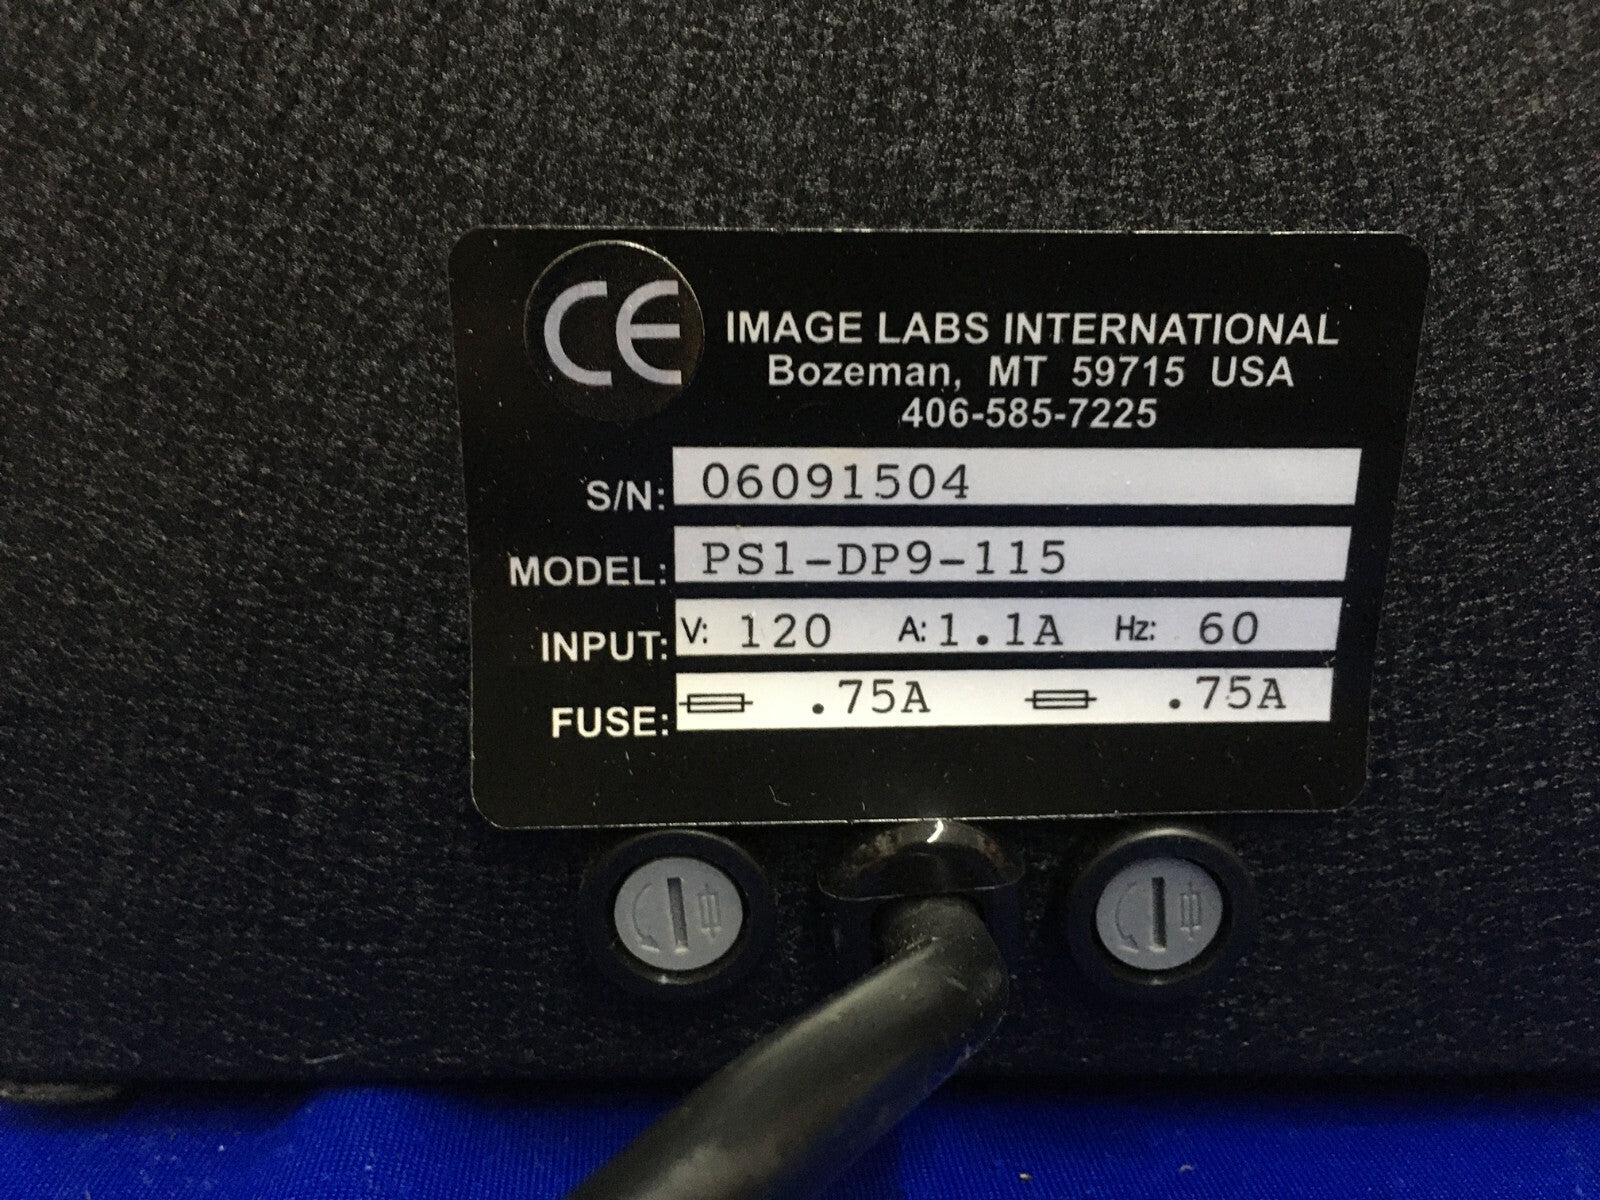 CE
IMAGE LABS INTERNATIONAL
Bozeman, MT 59715 USA
406-585-7225
S/N: 06091504
MODEL: PS1-DP9-115
INPUT: V: 120 A: 1.1A Hz: 60
FUSE: .75A .75A